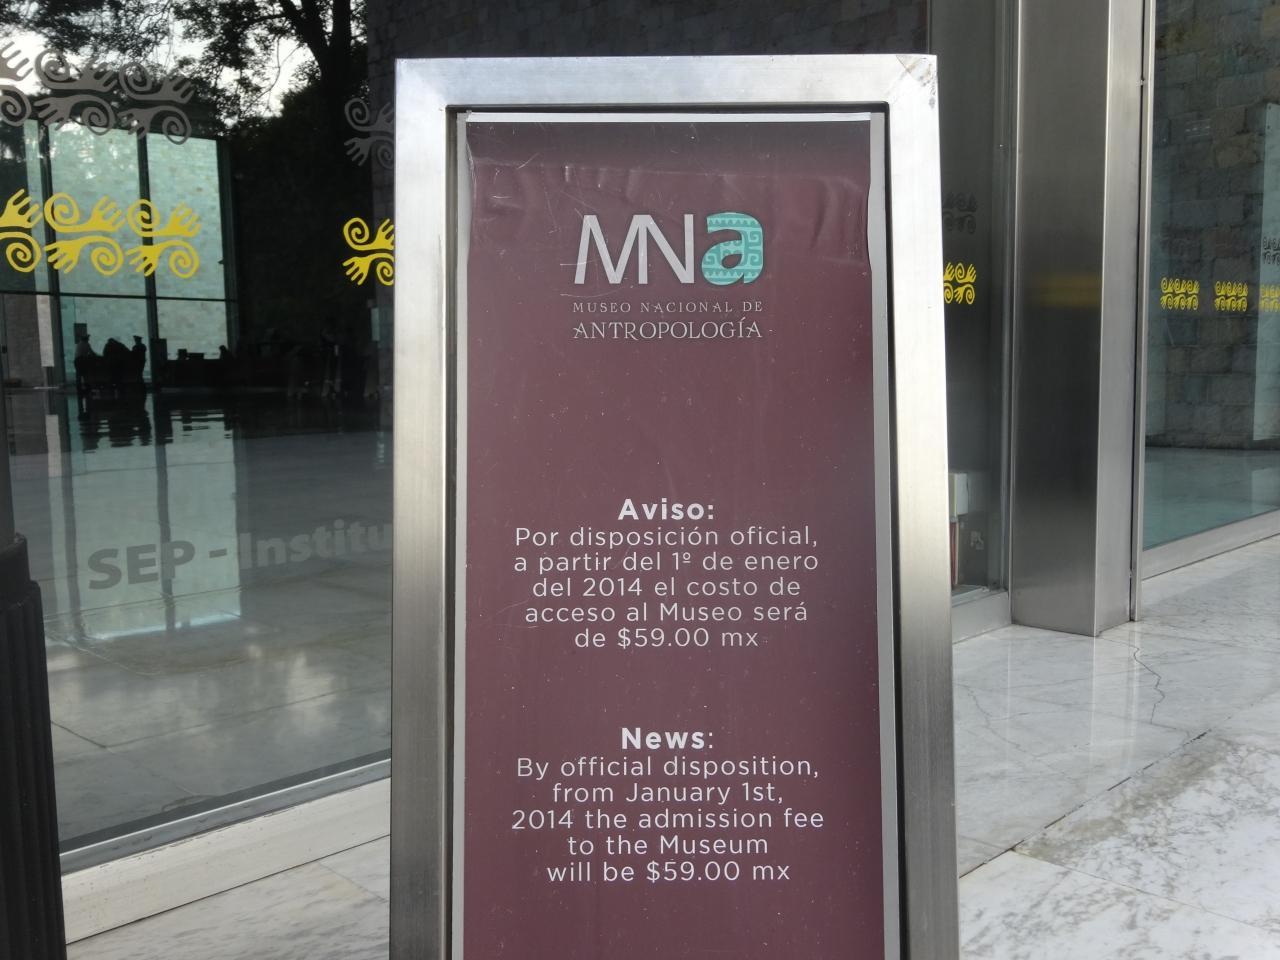 MNa
MUSEO NACIONAL DE
ANTROPOLOGÍA
Aviso:
Por disposición oficial,
a partir del 1º de enero
del 2014 el costo de
acceso al Museo será
de $59.00 mx
News:
By official disposition,
from January 1st,
2014 the admission fee
to the Museum
will be $59.00 mx
SEP - Institu